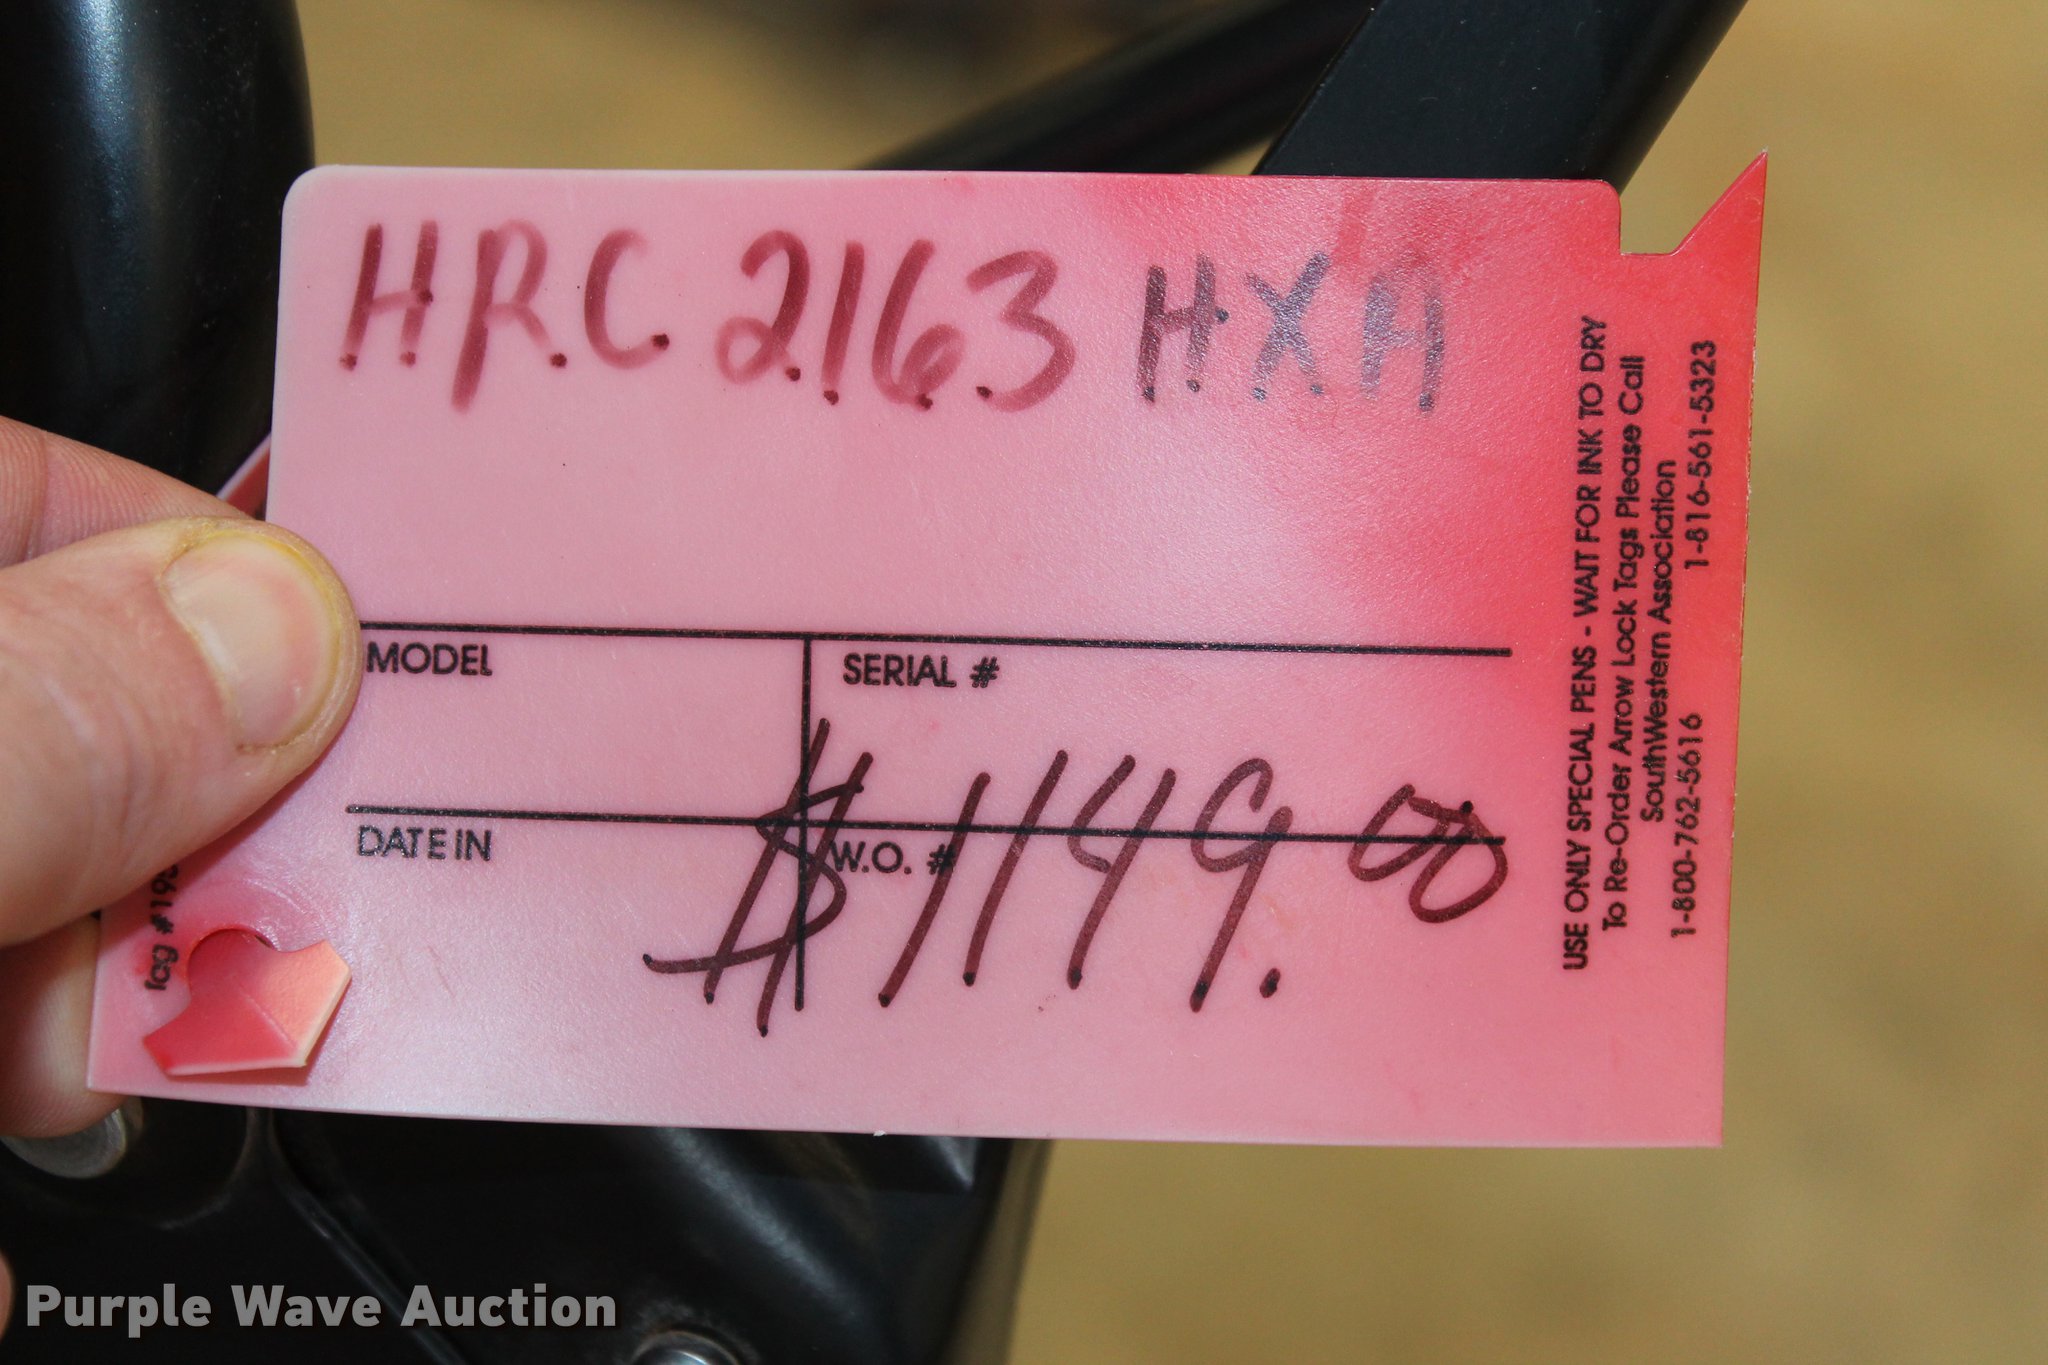 HRC 2163 HXA
MODEL
SERIAL #
DATE IN
W.O. #
$1149.00
USE ONLY SPECIAL PENS - WAIT FOR INK TO DRY
To Re-Order Arrow Lock Tags Please Call
SouthWestern Association
1-800-762-5616 1-816-561-5323
Tag #
Purple Wave Auction